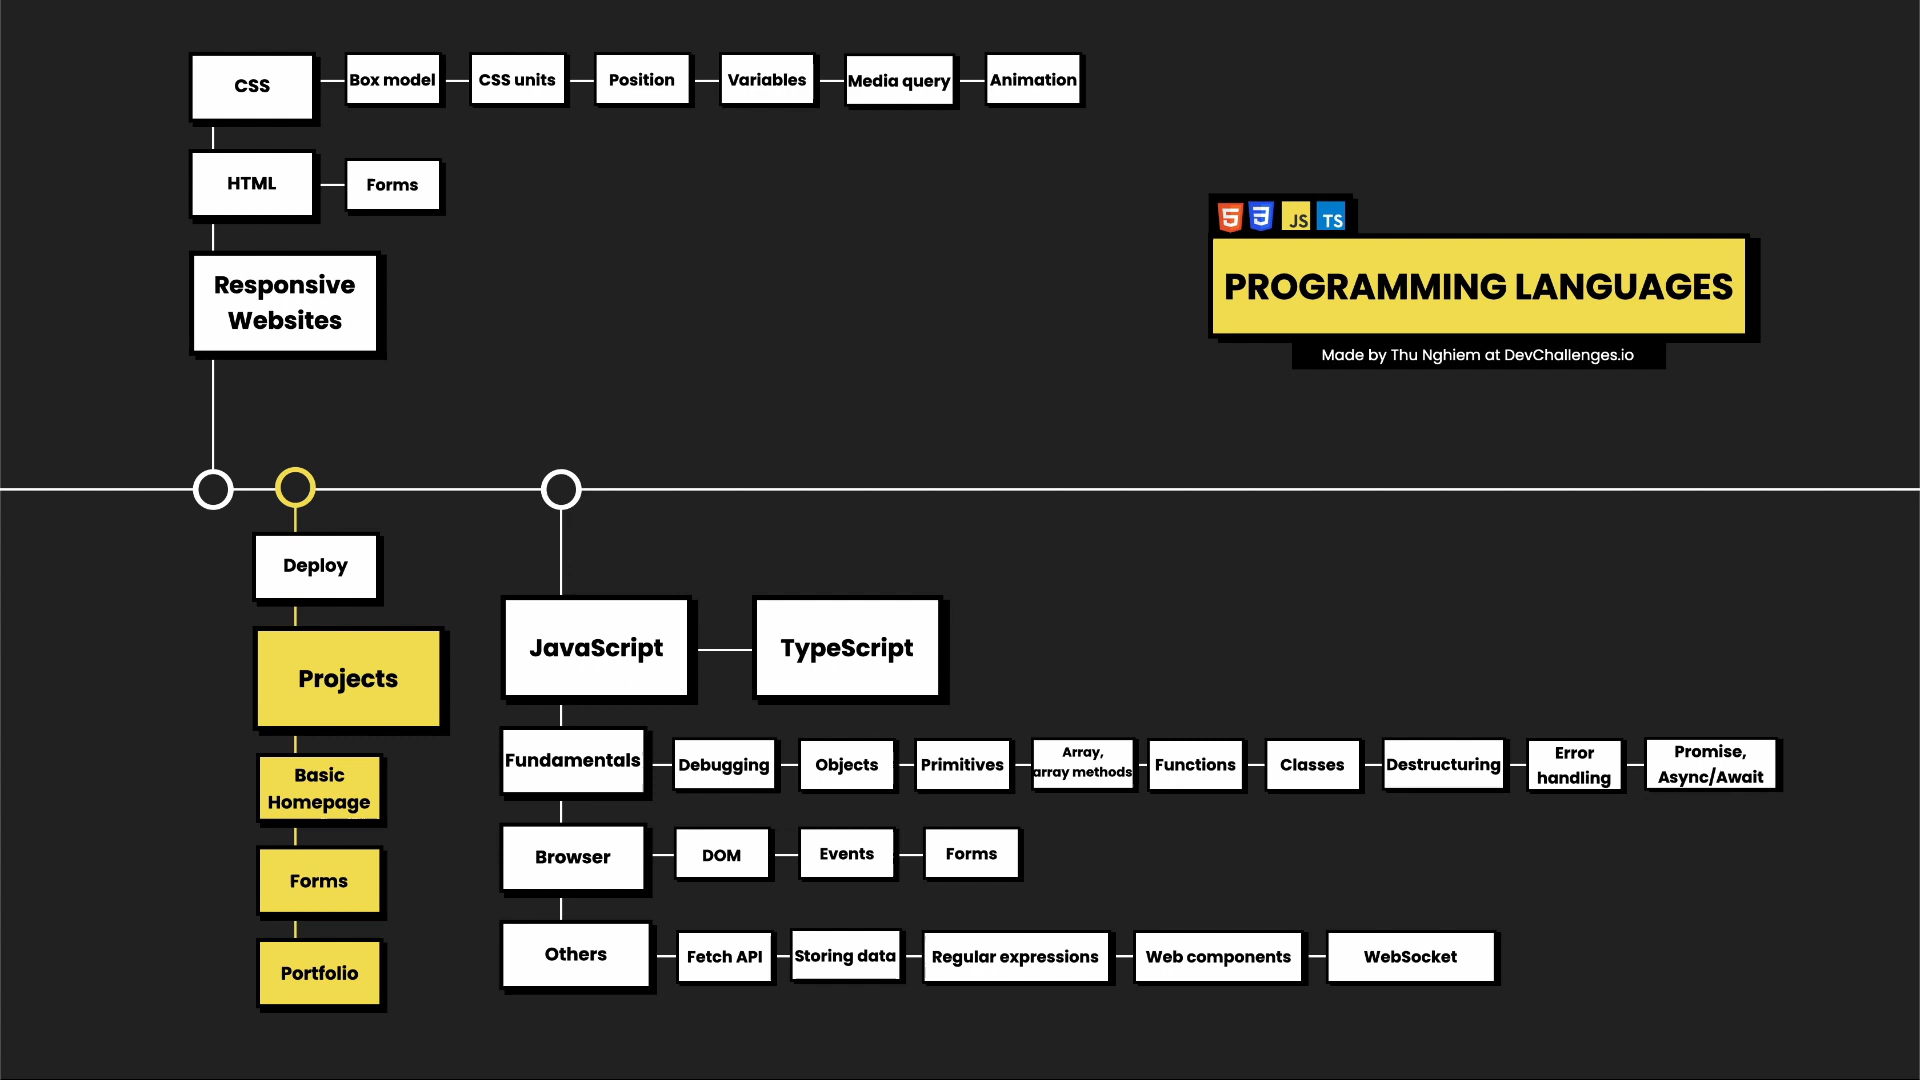 CSS
Box model
CSS units
Position
Variables
Media query
Animation
HTML
Forms
Responsive
Websites
5
3
JS
TS
PROGRAMMING LANGUAGES
Made by Thu Nghiem at DevChallenges.io
Deploy
Projects
Basic
Homepage
Forms
Portfolio
JavaScript
TypeScript
Fundamentals
Debugging
Objects
Primitives
Array,
array methods
Functions
Classes
Destructuring
Error
handling
Promise,
Async/Await
Browser
DOM
Events
Forms
Others
Fetch API
Storing data
Regular expressions
Web components
WebSocket